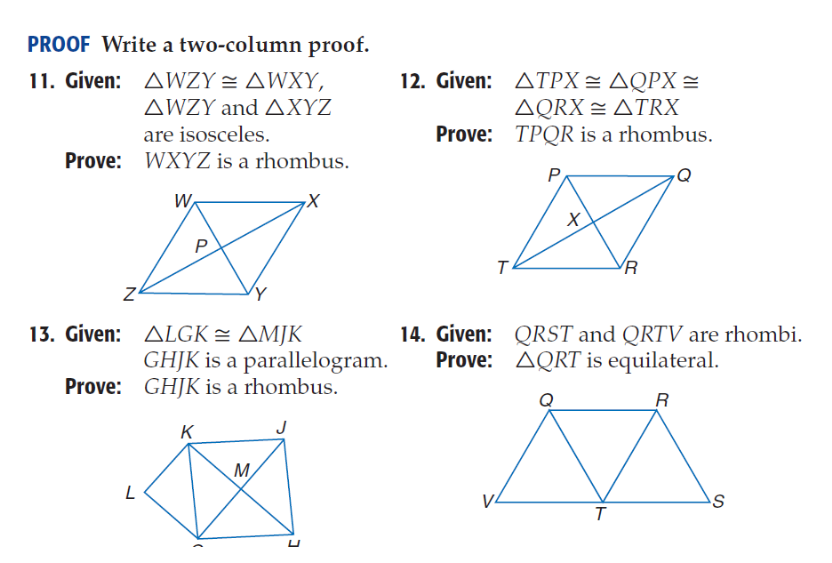 PROOF Write a two-column proof.
11. Given: △WZY ≅ △WXY,
△WZY and △XYZ
are isosceles.
Prove: WXYZ is a rhombus.
W
X
P
Z
Y
12. Given: △TPX ≅ △QPX ≅
△QRX ≅ △TRX
Prove: TPQR is a rhombus.
P
Q
X
T
R
13. Given: △LGK ≅ △MJK
GHJK is a parallelogram.
Prove: GHJK is a rhombus.
K
J
M
L
H
14. Given: QRST and QRTV are rhombi.
Prove: △QRT is equilateral.
Q
R
V
T
S